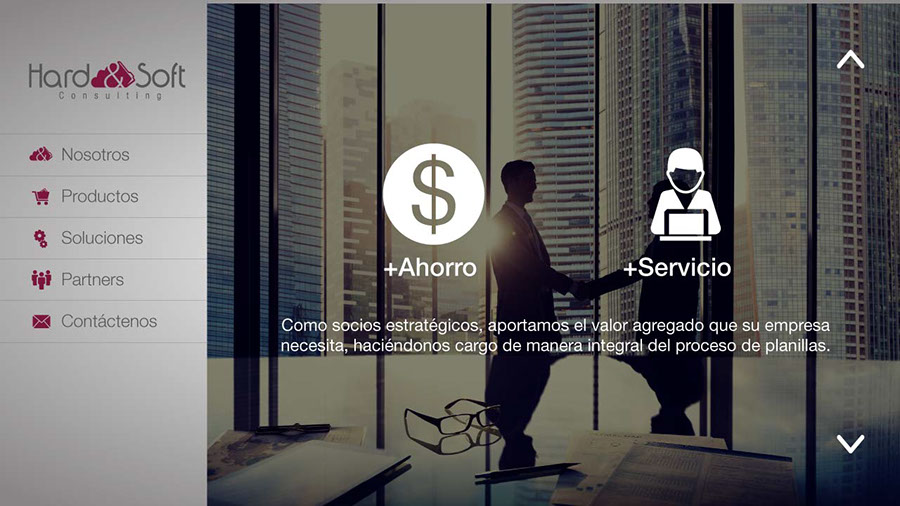 Hard&Soft
Consulting
Nosotros
Productos
Soluciones
Partners
Contáctenos
$
+Ahorro
+Servicio
Como socios estratégicos, aportamos el valor agregado que su empresa
necesita, haciéndonos cargo de manera integral del proceso de planillas.